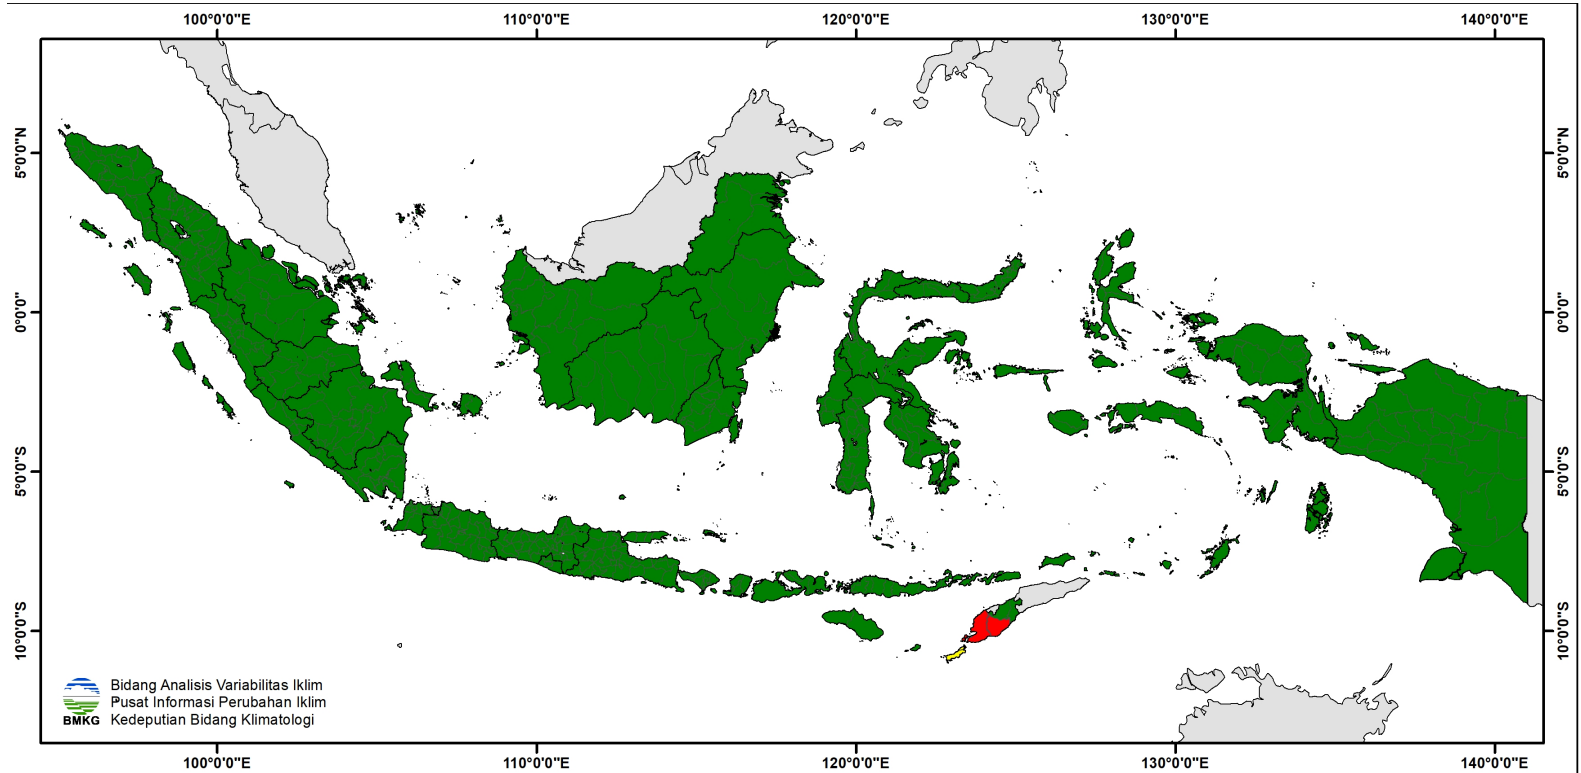 100°0'0"E 110°0'0"E 120°0'0"E 130°0'0"E 140°0'0"E
5°0'0"N 5°0'0"N
0°0'0" 0°0'0"
5°0'0"S 5°0'0"S
10°0'0"S 10°0'0"S
Bidang Analisis Variabilitas Iklim
Pusat Informasi Perubahan Iklim
BMKG Kedeputian Bidang Klimatologi
100°0'0"E 110°0'0"E 120°0'0"E 130°0'0"E 140°0'0"E